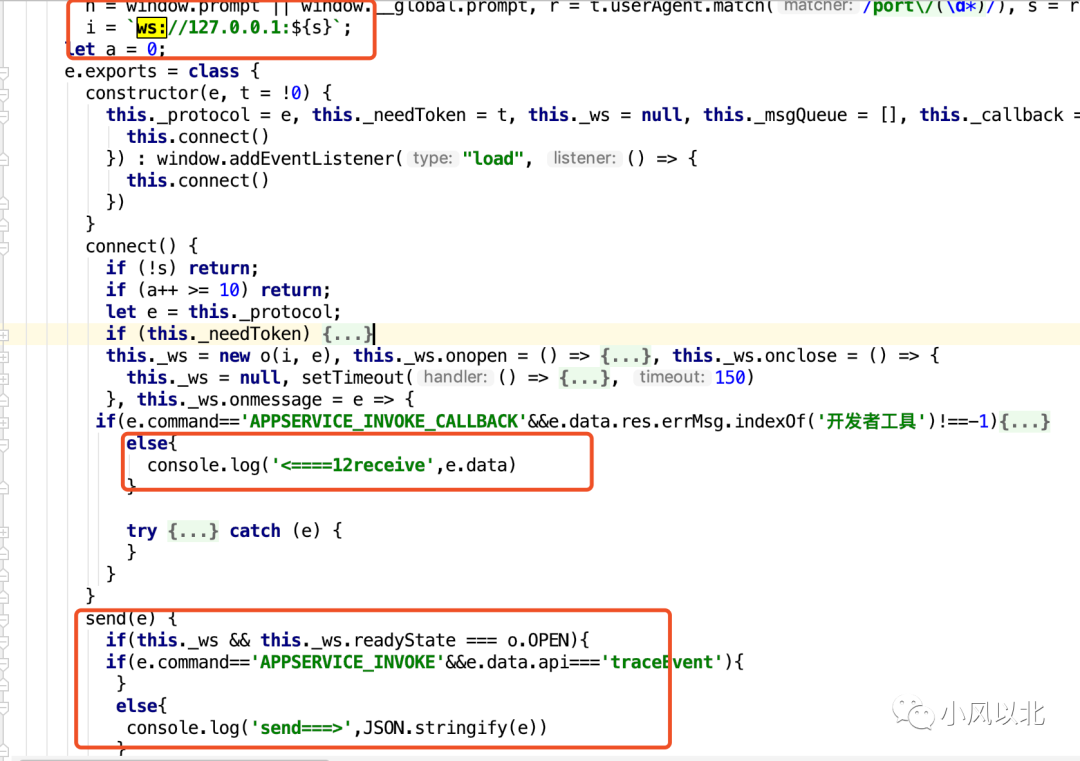 n = window.prompt || window.__global.prompt, r = t.userAgent.match( matcher: /port\/(\d*)/), s = r
i = `ws://127.0.0.1:${s}`;
let a = 0;
e.exports = class {
constructor(e, t = !0) {
this._protocol = e, this._needToken = t, this._ws = null, this._msgQueue = [], this._callback =
this.connect()
}) : window.addEventListener( type: "load", listener: () => {
this.connect()
})
}
connect() {
if (!s) return;
if (a++ >= 10) return;
let e = this._protocol;
if (this._needToken) {...}
this._ws = new o(i, e), this._ws.onopen = () => {...}, this._ws.onclose = () => {
this._ws = null, setTimeout( handler: () => {...}, timeout: 150)
}, this._ws.onmessage = e => {
if(e.command=='APPSERVICE_INVOKE_CALLBACK'&&e.data.res.errMsg.indexOf('开发者工具')!==-1){...}
else{
console.log('<====12receive',e.data)
}
try {...} catch (e) {
}
}
}
send(e) {
if(this._ws && this._ws.readyState === o.OPEN){
if(e.command=='APPSERVICE_INVOKE'&&e.data.api==='traceEvent'){
}
else{
console.log('send===>',JSON.stringify(e))
}
小风以北